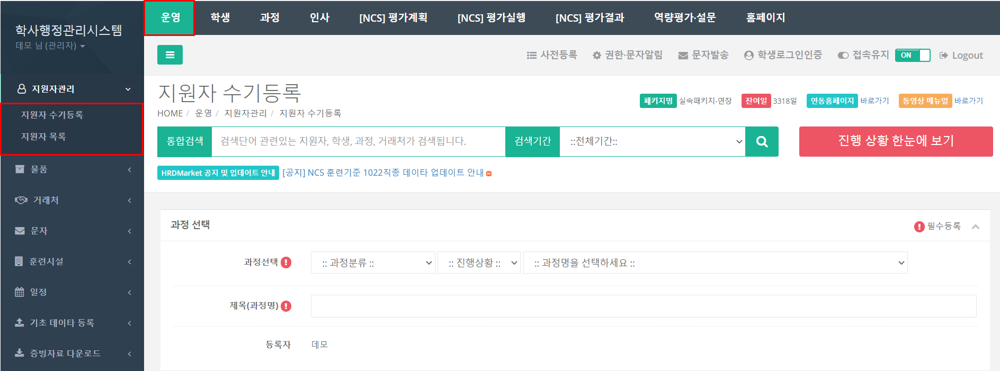 운영 학생 과정 인사 [NCS] 평가계획 [NCS] 평가실행 [NCS] 평가결과 역량평가·설문 홈페이지
학사행정관리시스템
데모 님 (관리자)
사전등록 권한·문자알림 문자발송 학생로그인인증 접속유지 ON Logout
지원자관리
지원자 수기등록
지원자 목록
물품
거래처
문자
훈련시설
일정
기초 데이타 등록
증빙자료 다운로드
지원자 수기등록
HOME / 운영 / 지원자관리 / 지원자 수기등록
패키지명 실속패키지-연장 잔여일 3318일 연동홈페이지 바로가기 동영상 메뉴얼 바로가기
통합검색 검색단어 관련있는 지원자, 학생, 과정, 거래처가 검색됩니다. 검색기간 ::전체기간:: 진행 상황 한눈에 보기
HRDMarket 공지 및 업데이트 안내 [공지] NCS 훈련기준 1022직종 데이타 업데이트 안내 N
과정 선택 필수등록
과정선택 :: 과정분류 :: :: 진행상황 :: :: 과정명을 선택하세요 ::
제목(과정명)
등록자 데모